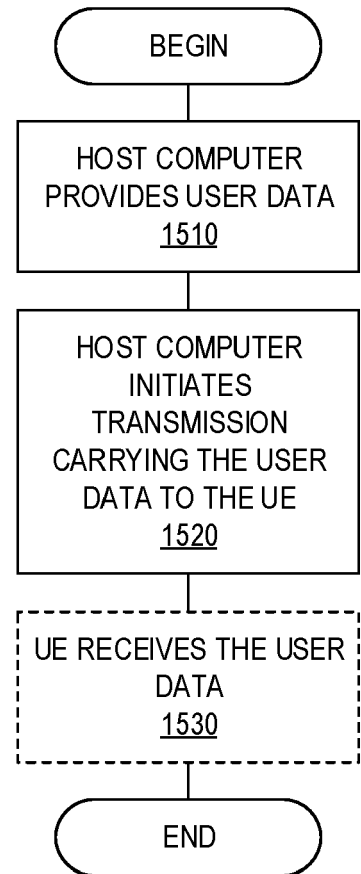 BEGIN
HOST COMPUTER
PROVIDES USER DATA
1510
HOST COMPUTER
INITIATES
TRANSMISSION
CARRYING THE USER
DATA TO THE UE
1520
UE RECEIVES THE USER
DATA
1530
END